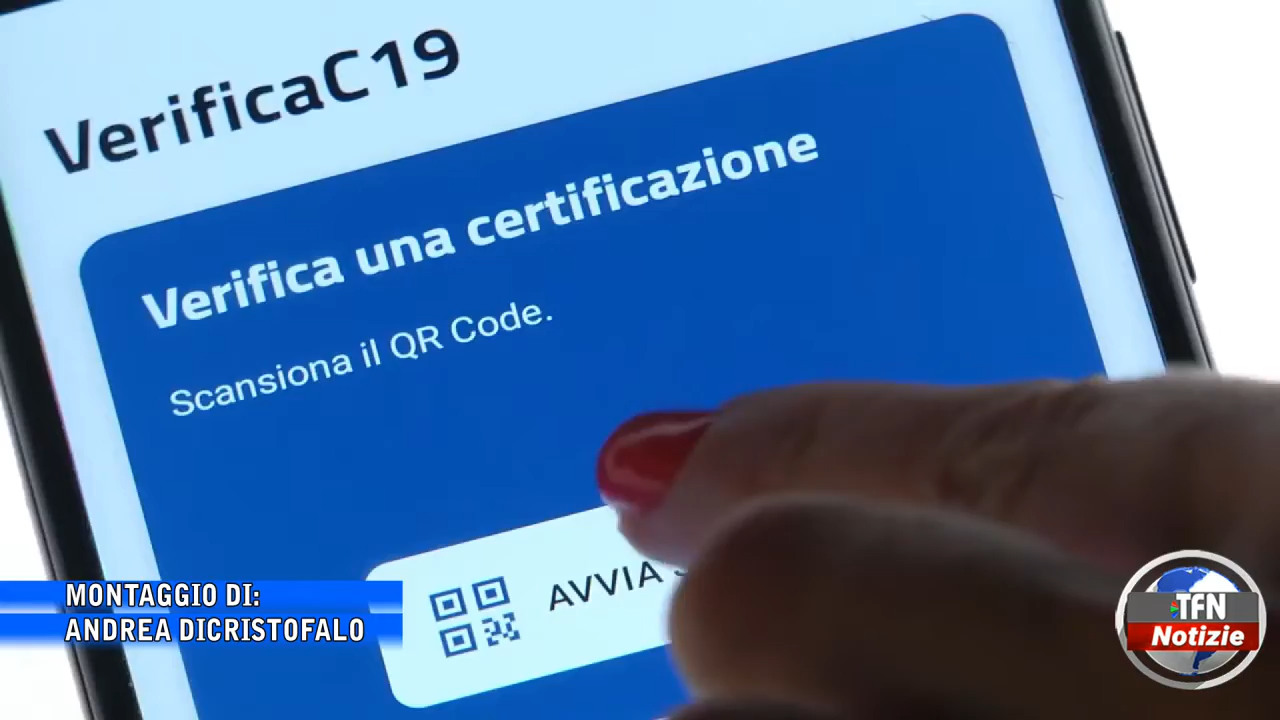 VerificaC19
Verifica una certificazione
Scansiona il QR Code.
AVVIA
MONTAGGIO DI:
ANDREA DICRISTOFALO
TFN
Notizie